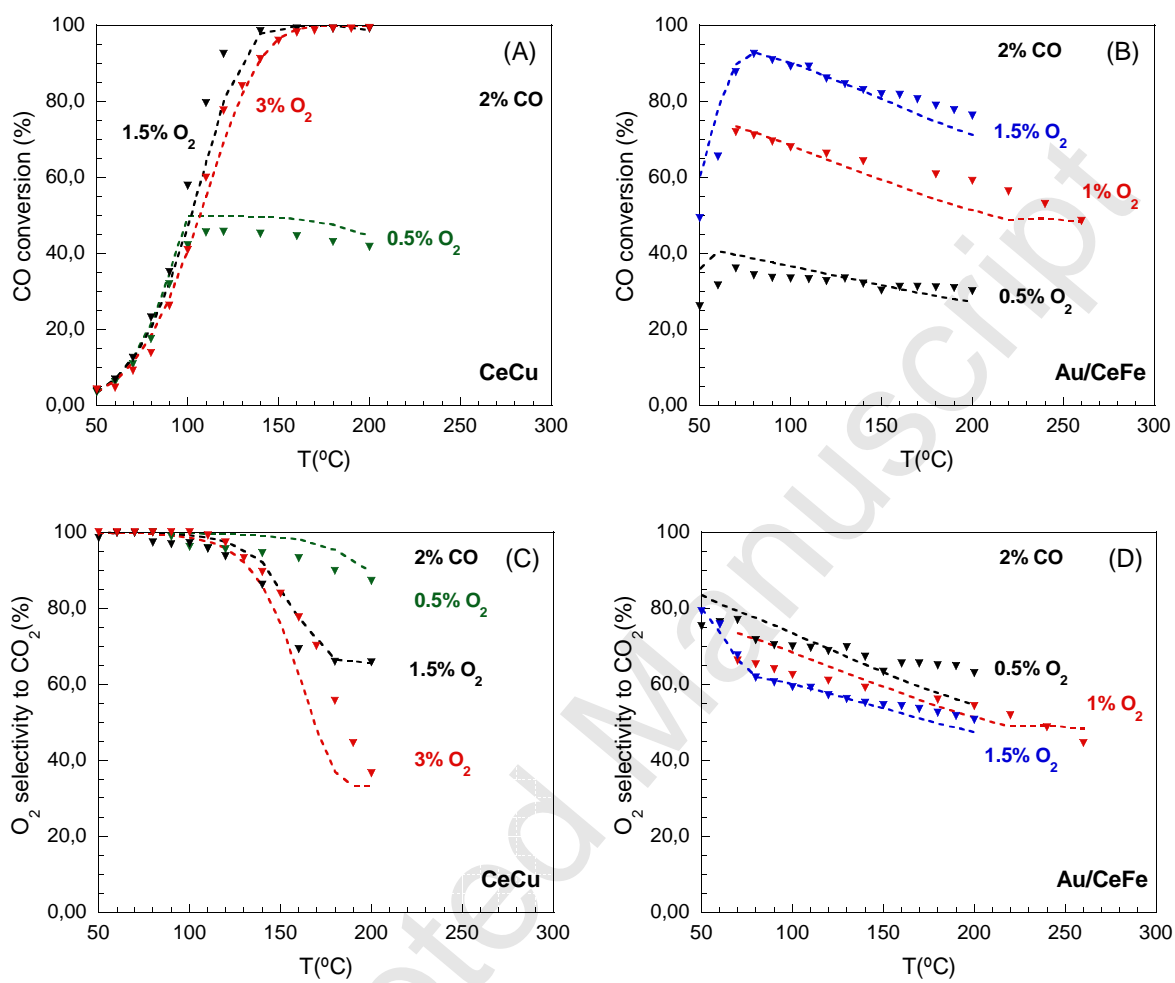 100
80,0
60,0
40,0
20,0
0,00
CO conversion (%)
50 100 150 200 250 300
T(ºC)
(A)
2% CO
1.5% O2
3% O2
0.5% O2
CeCu
100
80,0
60,0
40,0
20,0
0,00
CO conversion (%)
50 100 150 200 250 300
T(ºC)
2% CO
(B)
1.5% O2
1% O2
0.5% O2
Au/CeFe
100
80,0
60,0
40,0
20,0
0,00
O2 selectivity to CO2(%)
50 100 150 200 250 300
T(ºC)
2% CO
(C)
0.5% O2
1.5% O2
3% O2
CeCu
100
80,0
60,0
40,0
20,0
0,00
O2 selectivity to CO2(%)
50 100 150 200 250 300
T(ºC)
2% CO
(D)
0.5% O2
1% O2
1.5% O2
Au/CeFe
ted Manuscript